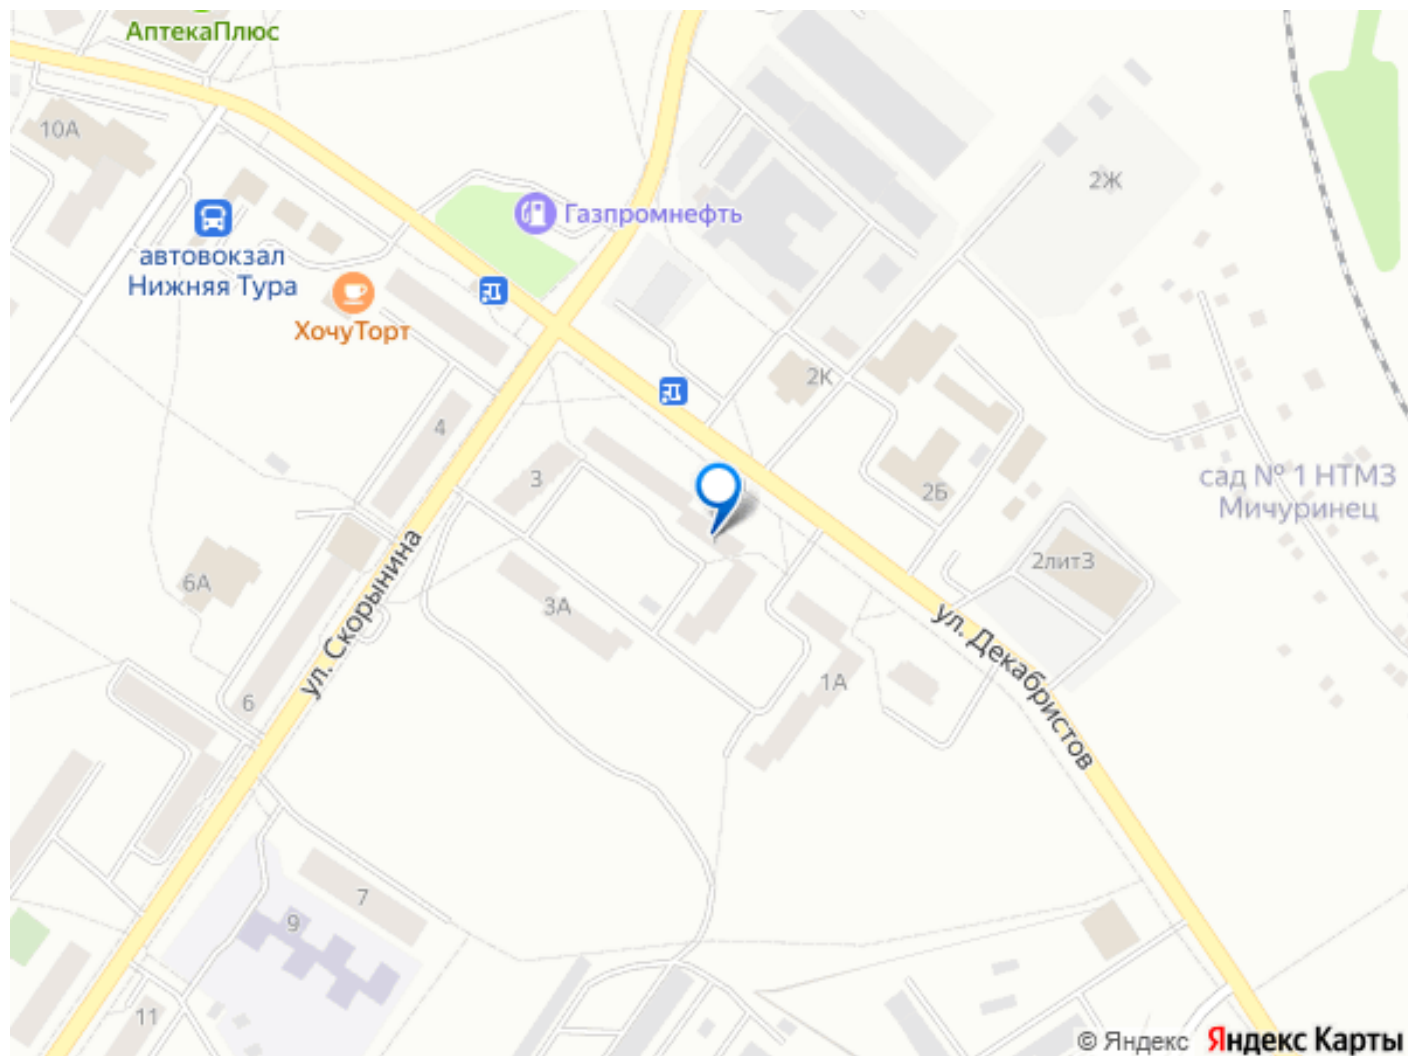 АптекаПлюс
10А
2Ж
Газпромнефть
автовокзал
Нижняя Тура
ХочуТорт
2К
4
3
сад № 1 НТМЗ
Мичуринец
2Б
6А
3А
2лит3
ул. Скорынина
ул. Декабристов
1А
6
7
9
11
© Яндекс Яндекс Карты